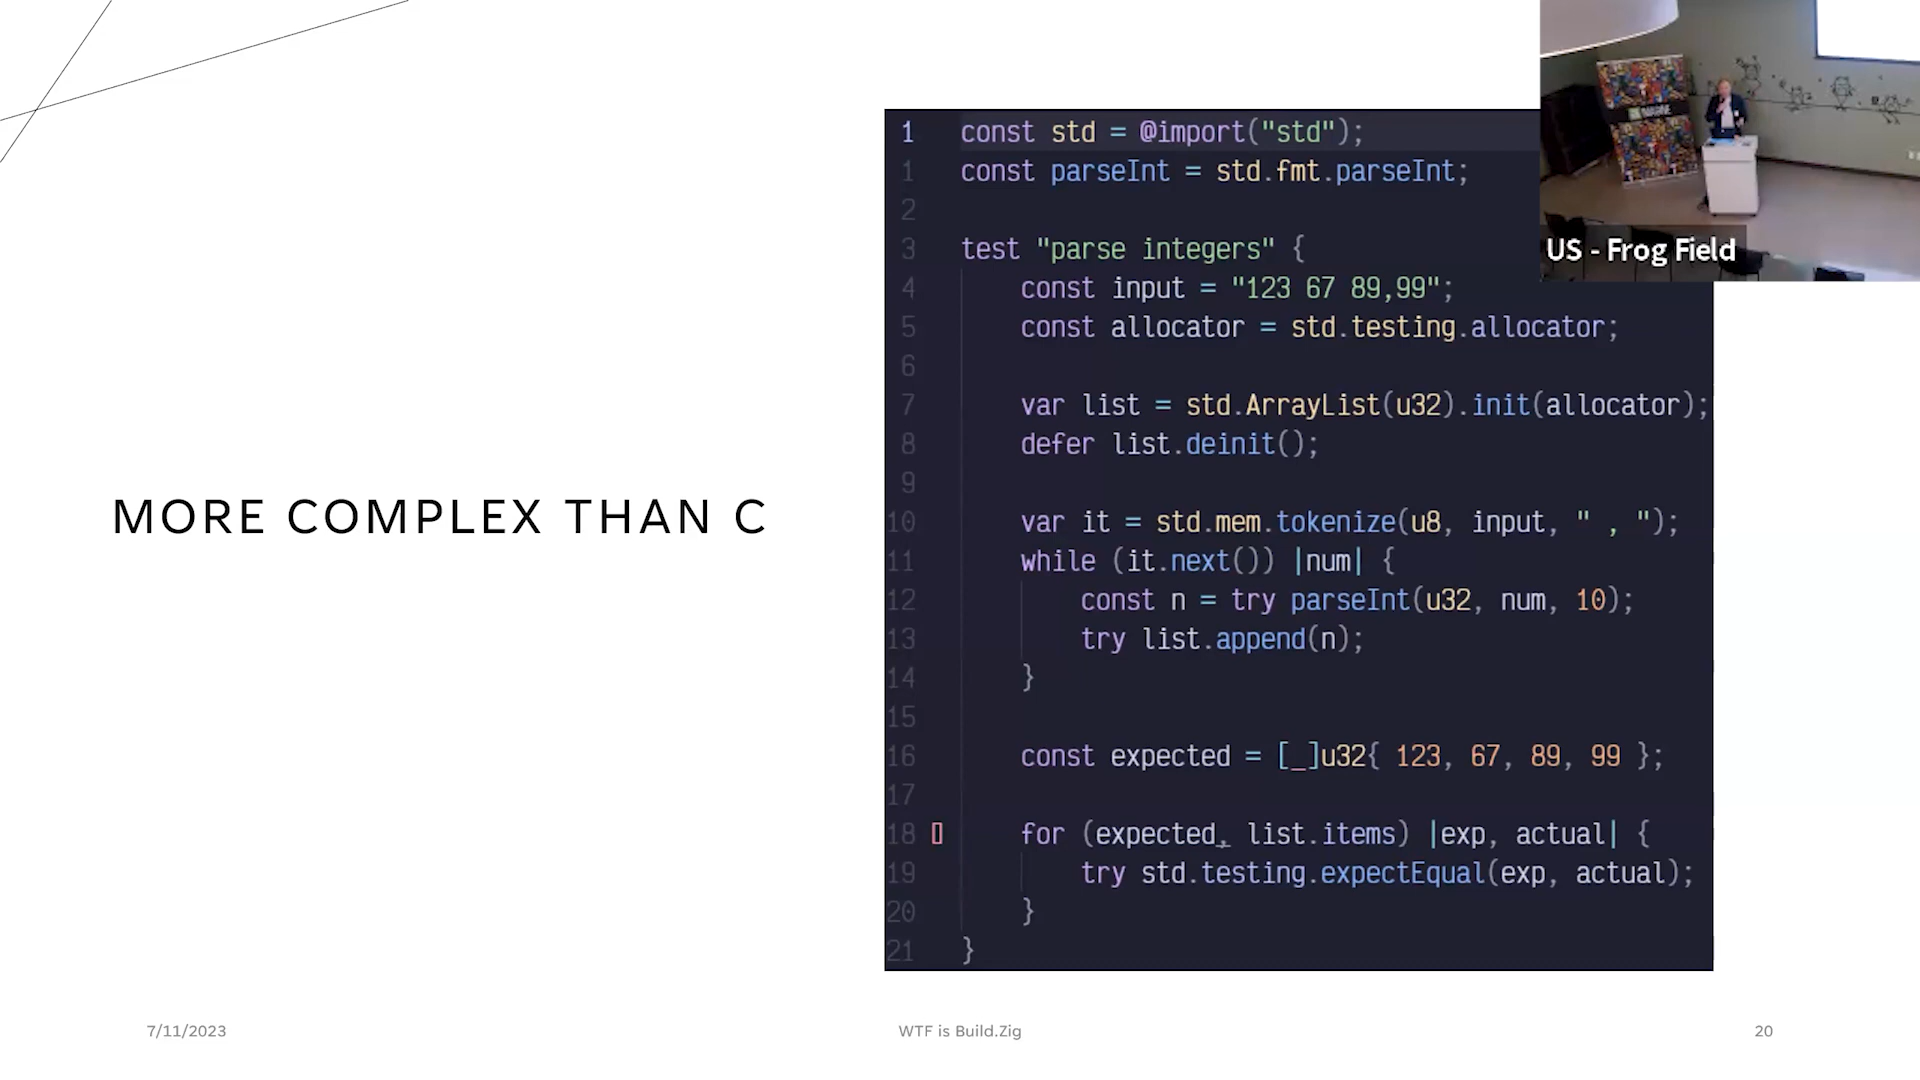 MORE COMPLEX THAN C
1 const std = @import("std");
1 const parseInt = std.fmt.parseInt;
2
3 test "parse integers" {
4 const input = "123 67 89,99";
5 const allocator = std.testing.allocator;
6
7 var list = std.ArrayList(u32).init(allocator);
8 defer list.deinit();
9
10 var it = std.mem.tokenize(u8, input, " , ");
11 while (it.next()) |num| {
12 const n = try parseInt(u32, num, 10);
13 try list.append(n);
14 }
15
16 const expected = [_]u32{ 123, 67, 89, 99 };
17
18 for (expected, list.items) |exp, actual| {
19 try std.testing.expectEqual(exp, actual);
20 }
21 }
US - Frog Field
7/11/2023
WTF is Build.Zig
20